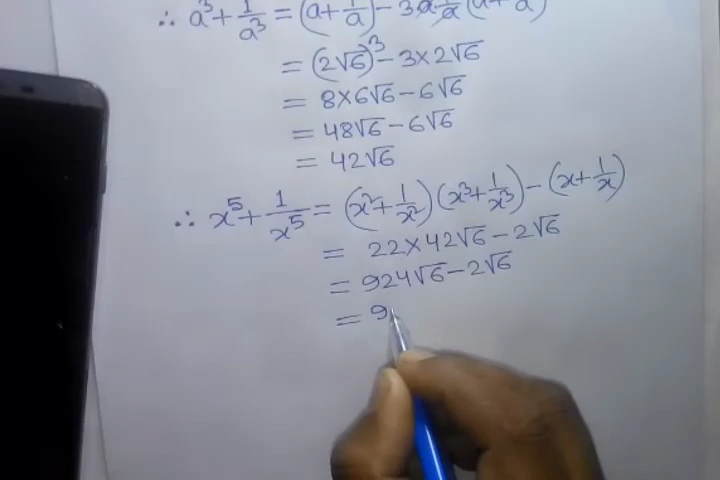 ∴ a³ + 1/a³ = (a + 1/a) - 3a·1/a (a + a)
= (2√6)³ - 3×2√6
= 8×6√6 - 6√6
= 48√6 - 6√6
= 42√6
∴ x⁵ + 1/x⁵ = (x² + 1/x²)(x³ + 1/x³) - (x + 1/x)
= 22×42√6 - 2√6
= 924√6 - 2√6
= 9